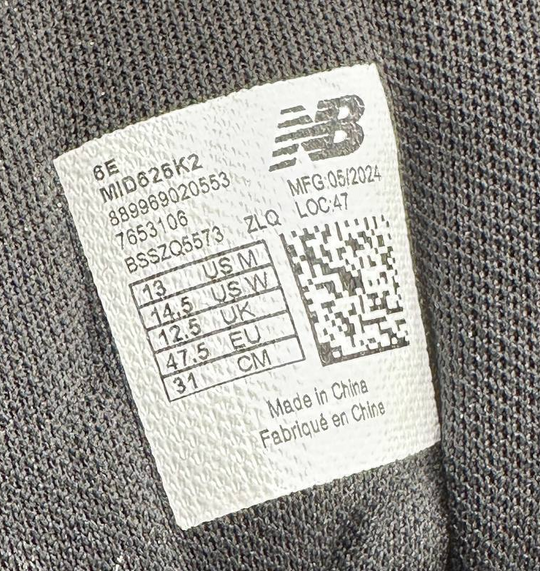 NB
6E
MID626K2
889969020553
7653106
BSSZQ5573 ZLQ
MFG:05/2024
LOC:47
13 US M
14.5 US W
12.5 UK
47.5 EU
31 CM
Made in China
Fabriqué en Chine